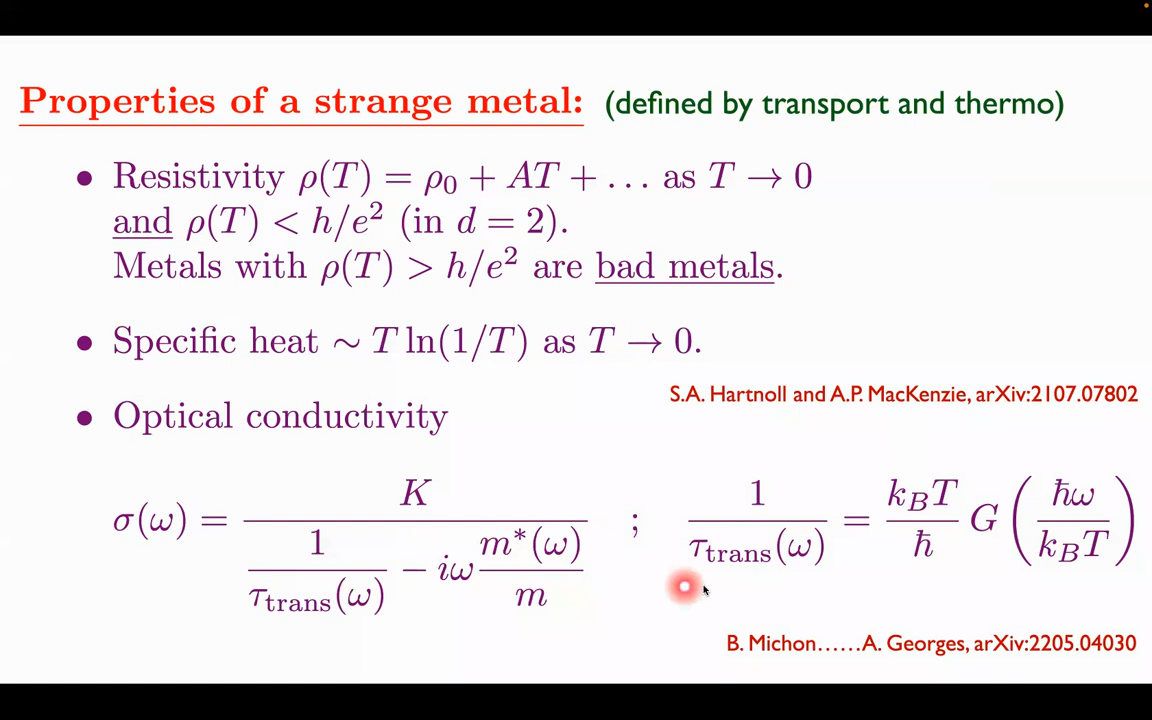 Properties of a strange metal: (defined by transport and thermo)
• Resistivity ρ(T) = ρ₀ + AT + … as T → 0
and ρ(T) < h/e² (in d = 2).
Metals with ρ(T) > h/e² are bad metals.
• Specific heat ∼ T ln(1/T) as T → 0.
S.A. Hartnoll and A.P. MacKenzie, arXiv:2107.07802
• Optical conductivity
σ(ω) = K / (1/τ_trans(ω) − iω m*(ω)/m) ; 1/τ_trans(ω) = k_BT/ħ G(ħω/k_BT)
B. Michon……A. Georges, arXiv:2205.04030